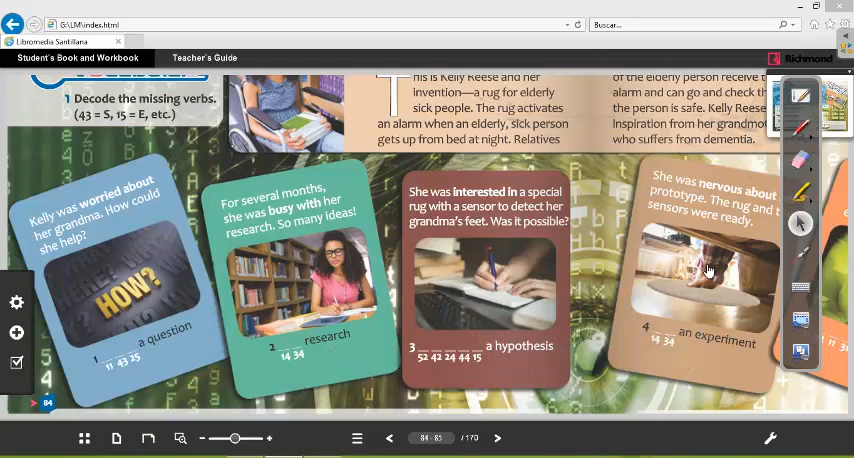 G:\LM\index.html
Buscar...
Libromedia Santillana
Student's Book and Workbook
Teacher's Guide
Richmond
1 Decode the missing verbs.
(43 = S, 15 = E, etc.)
This is Kelly Reese and her
invention—a rug for elderly
sick people. The rug activates
an alarm when an elderly, sick person
gets up from bed at night. Relatives
of the elderly person receive
alarm and can go and check th
the person is safe. Kelly Reese
inspiration from her grandmo
who suffers from dementia.
Kelly was worried about
her grandma. How could
she help?
HOW?
1 _ _ _ a question
11 43 25
For several months,
she was busy with her
research. So many ideas!
2 _ _ research
14 34
She was interested in a special
rug with a sensor to detect her
grandma's feet. Was it possible?
3 _ _ _ _ _ a hypothesis
52 42 24 44 15
She was nervous about
prototype. The rug and t
sensors were ready.
4 _ _ an experiment
14 34
84
84 - 85 / 170